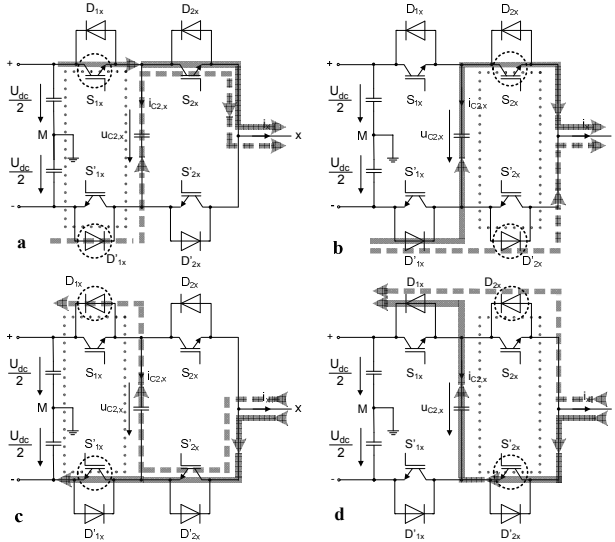 D1x
D2x
+
S1x
S2x
Udc
2
M
iC2,x
uC2,x
ix
x
Udc
2
S'1x
S'2x
-
a
D'1x
D'2x
D1x
D2x
+
S1x
S2x
Udc
2
M
iC2,x
uC2,x
ix
x
Udc
2
S'1x
S'2x
-
b
D'1x
D'2x
D1x
D2x
+
S1x
S2x
Udc
2
M
iC2,x
uC2,x
i
x
Udc
2
S'1x
S'2x
-
c
D'1x
D'2x
D1x
D2x
+
S1x
S2x
Udc
2
M
iC2,x
uC2,x
i
x
Udc
2
S'1x
S'2x
-
d
D'1x
D'2x